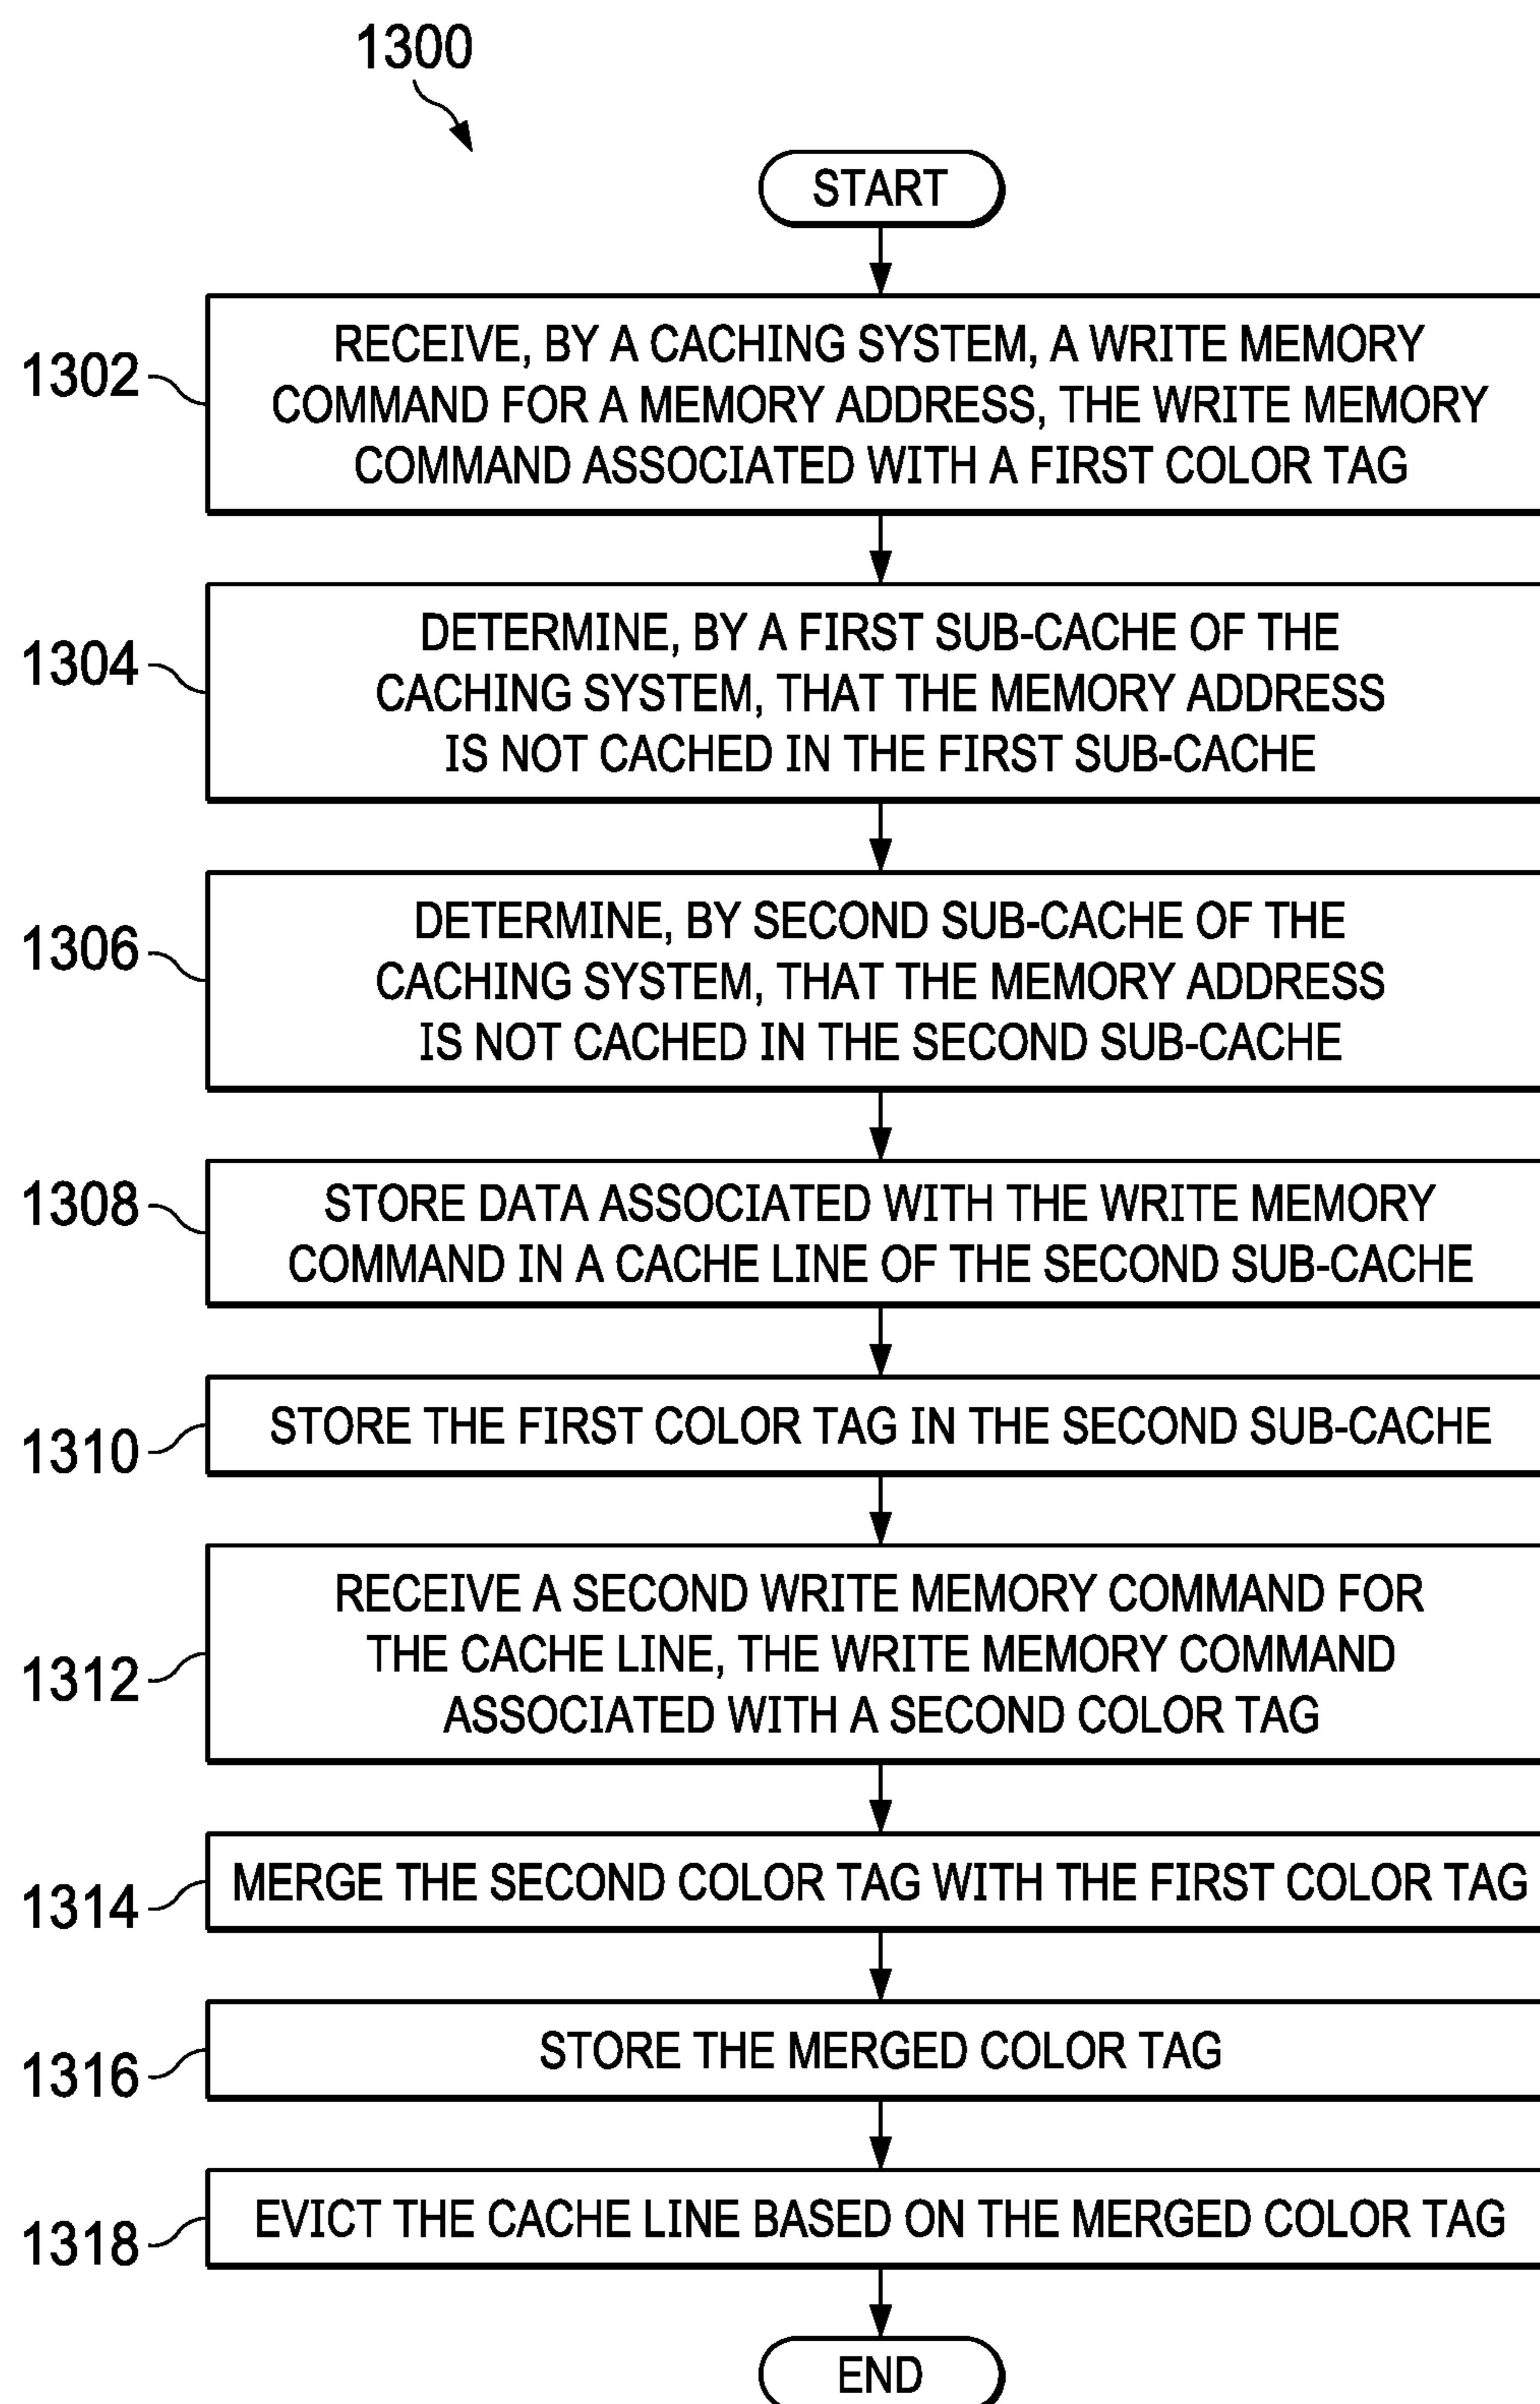 1300
START
1302
RECEIVE, BY A CACHING SYSTEM, A WRITE MEMORY
COMMAND FOR A MEMORY ADDRESS, THE WRITE MEMORY
COMMAND ASSOCIATED WITH A FIRST COLOR TAG
1304
DETERMINE, BY A FIRST SUB-CACHE OF THE
CACHING SYSTEM, THAT THE MEMORY ADDRESS
IS NOT CACHED IN THE FIRST SUB-CACHE
1306
DETERMINE, BY SECOND SUB-CACHE OF THE
CACHING SYSTEM, THAT THE MEMORY ADDRESS
IS NOT CACHED IN THE SECOND SUB-CACHE
1308
STORE DATA ASSOCIATED WITH THE WRITE MEMORY
COMMAND IN A CACHE LINE OF THE SECOND SUB-CACHE
1310
STORE THE FIRST COLOR TAG IN THE SECOND SUB-CACHE
1312
RECEIVE A SECOND WRITE MEMORY COMMAND FOR
THE CACHE LINE, THE WRITE MEMORY COMMAND
ASSOCIATED WITH A SECOND COLOR TAG
1314
MERGE THE SECOND COLOR TAG WITH THE FIRST COLOR TAG
1316
STORE THE MERGED COLOR TAG
1318
EVICT THE CACHE LINE BASED ON THE MERGED COLOR TAG
END